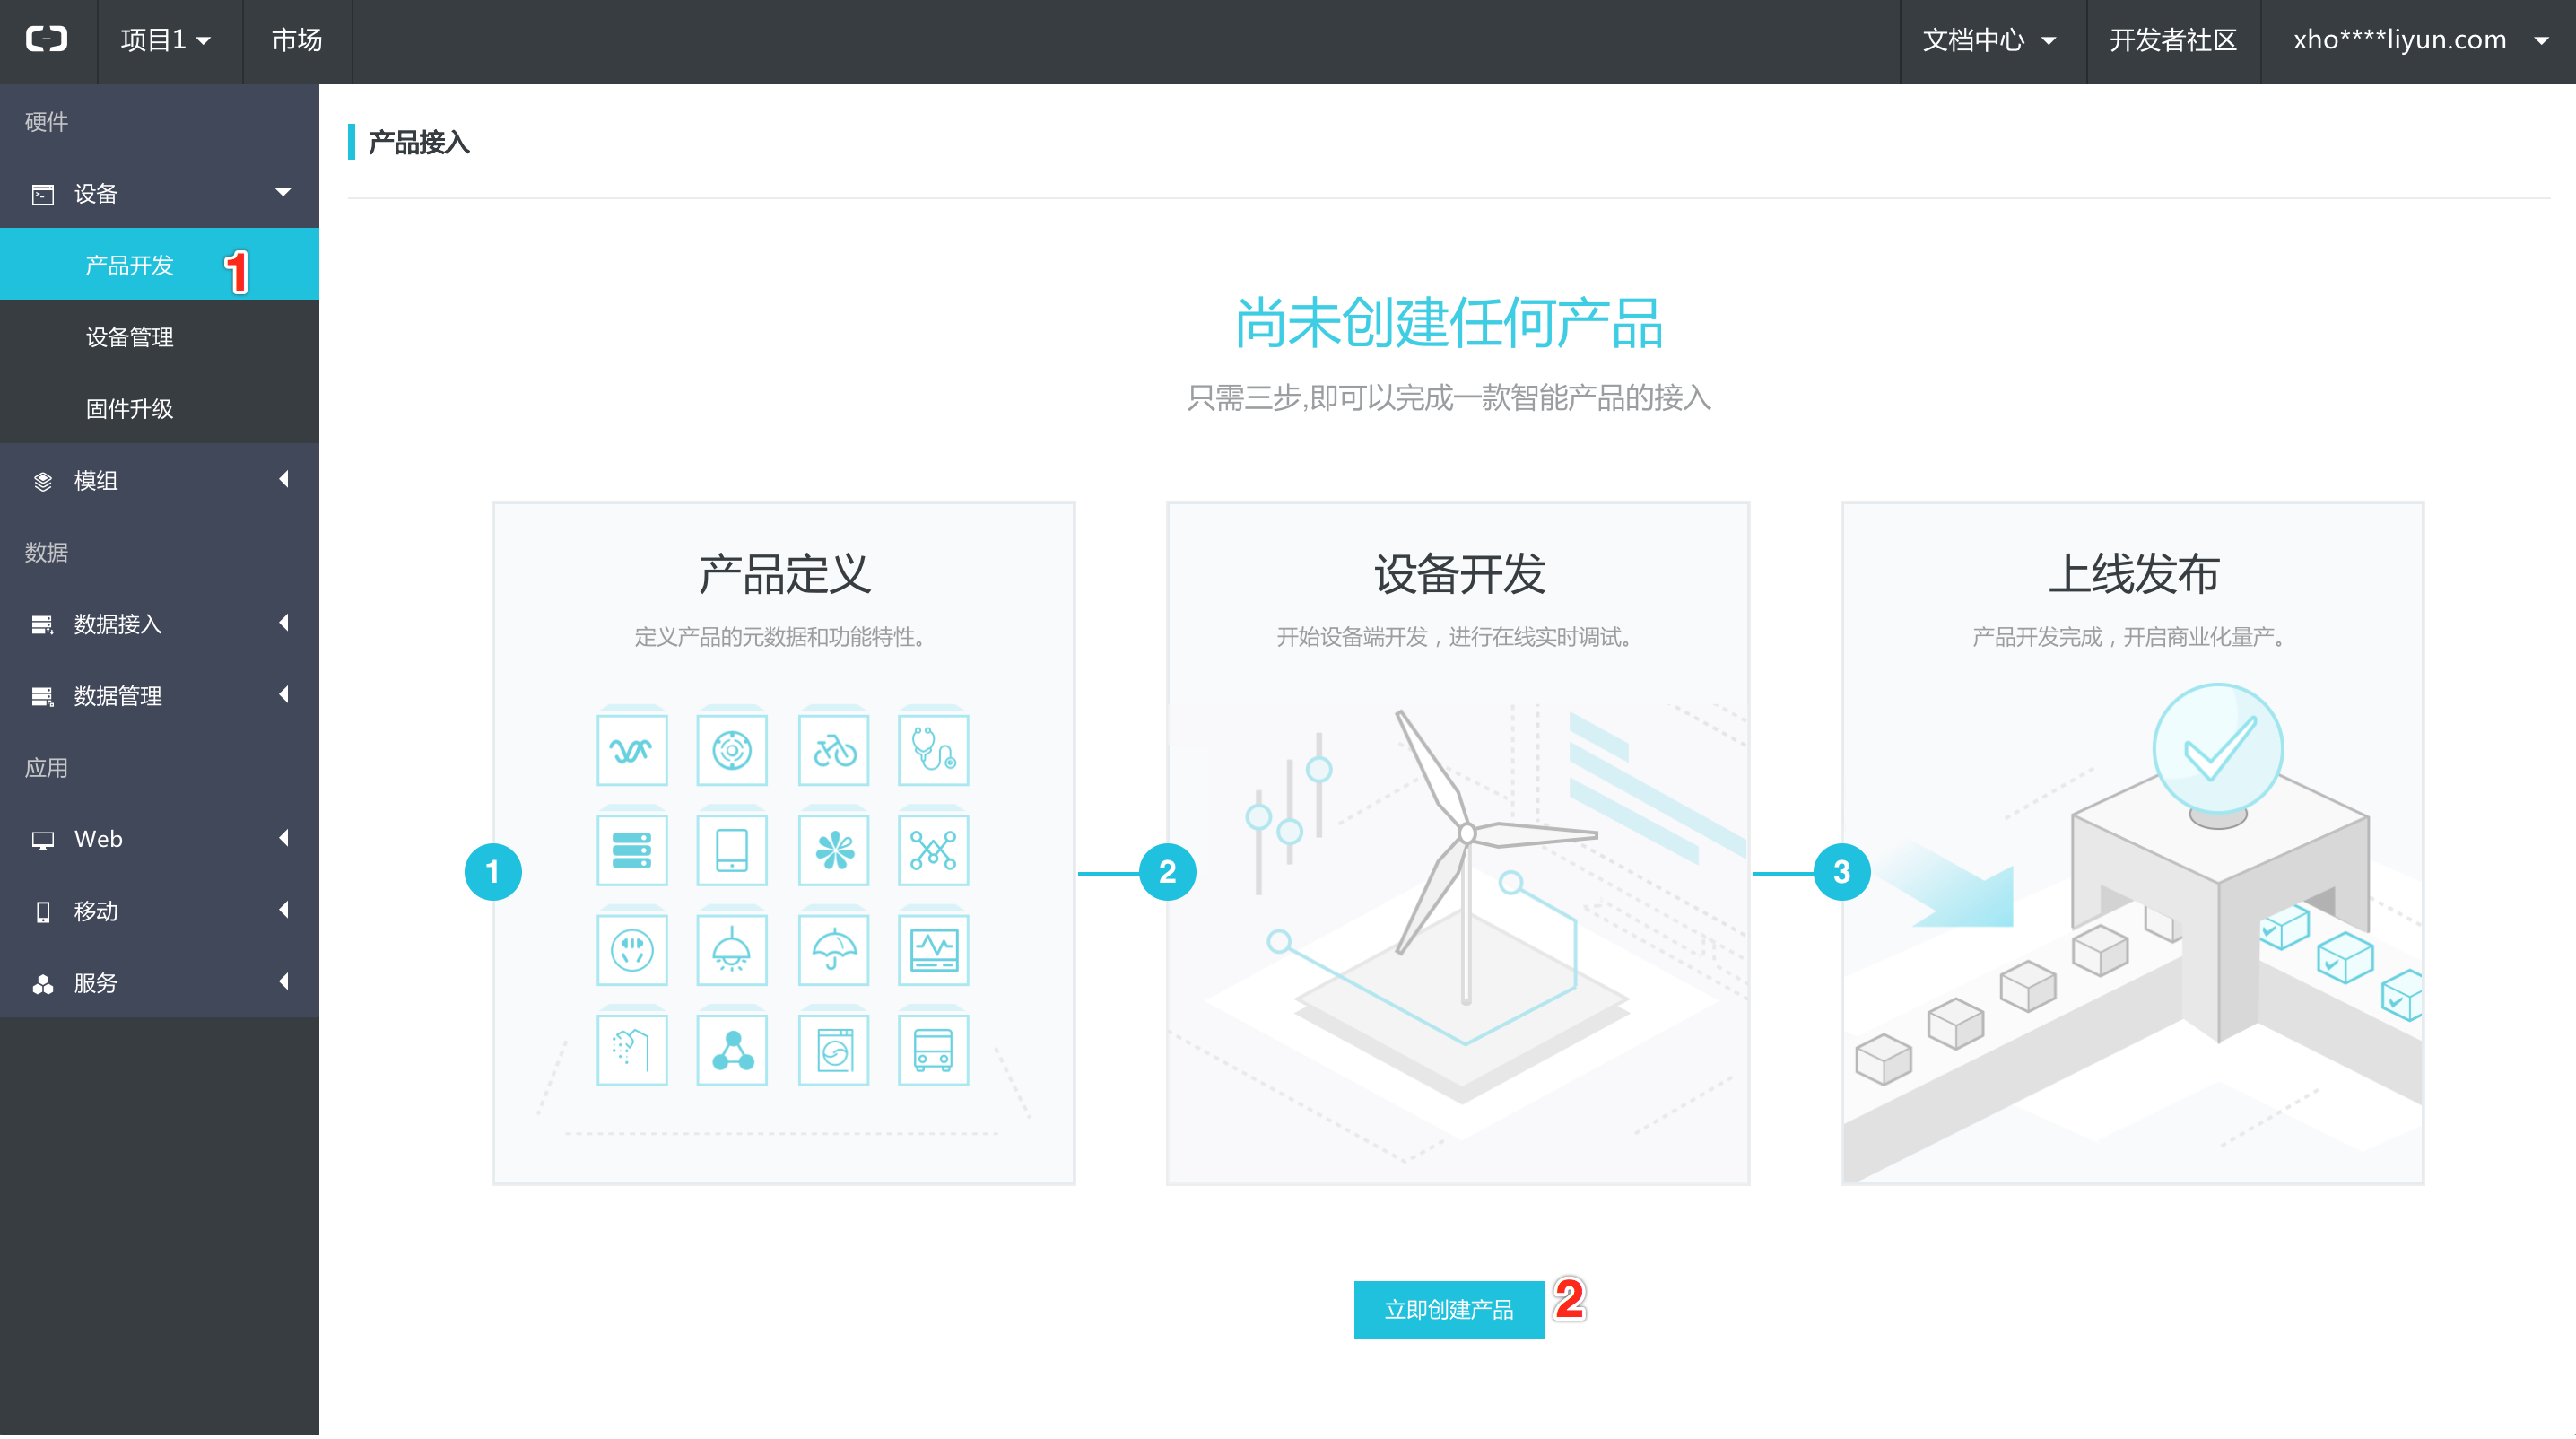 项目1
市场
文档中心
开发者社区
xho****liyun.com
硬件
设备
产品开发
1
设备管理
固件升级
模组
数据
数据接入
数据管理
应用
Web
移动
服务
产品接入
尚未创建任何产品
只需三步,即可以完成一款智能产品的接入
产品定义
定义产品的元数据和功能特性。
1
设备开发
开始设备端开发，进行在线实时调试。
2
上线发布
产品开发完成，开启商业化量产。
3
立即创建产品
2